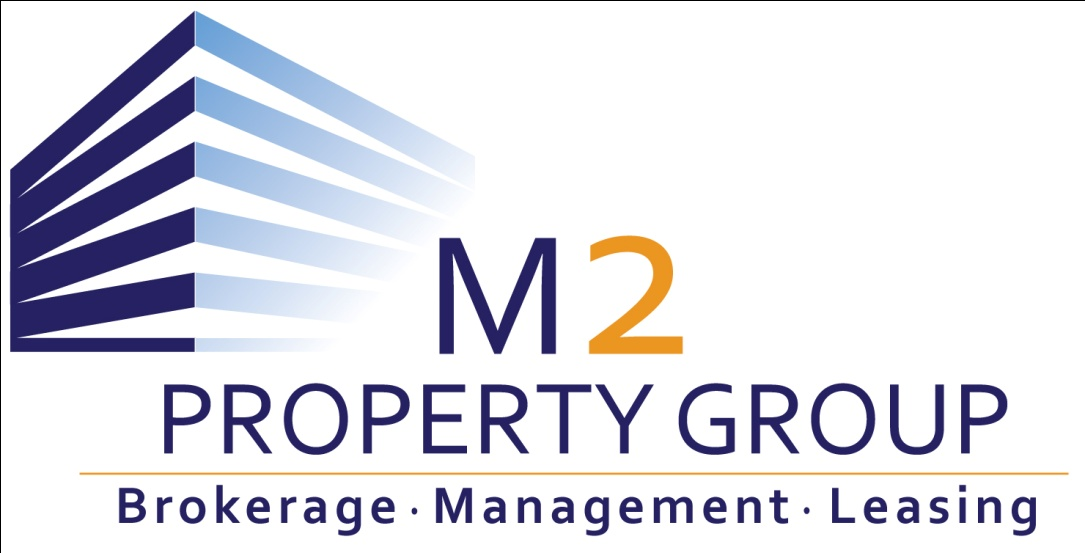 M2
PROPERTY GROUP
Brokerage · Management · Leasing